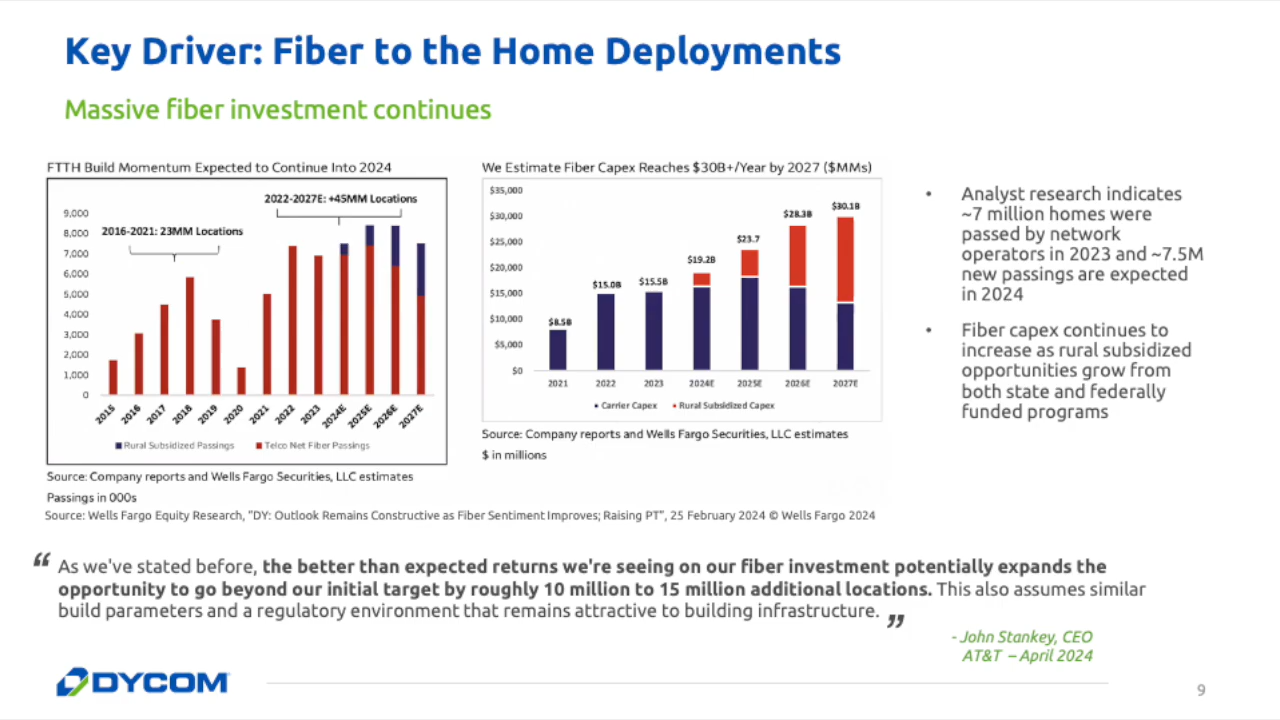 Key Driver: Fiber to the Home Deployments
Massive fiber investment continues
FTTH Build Momentum Expected to Continue Into 2024
2022-2027E: +45MM Locations
2016-2021: 23MM Locations
9,000
8,000
7,000
6,000
5,000
4,000
3,000
2,000
1,000
0
2015
2016
2017
2018
2019
2020
2021
2022
2023
2024E
2025E
2026E
2027E
Rural Subsidized Passings
Telco Net Fiber Passings
Source: Company reports and Wells Fargo Securities, LLC estimates
Passings in 000s
We Estimate Fiber Capex Reaches $30B+/Year by 2027 ($MMs)
$35,000
$30,000
$25,000
$20,000
$15,000
$10,000
$5,000
$0
$8.5B
$15.0B
$15.5B
$19.2B
$23.7
$28.3B
$30.1B
2021
2022
2023
2024E
2025E
2026E
2027E
Carrier Capex
Rural Subsidized Capex
Source: Company reports and Wells Fargo Securities, LLC estimates
$ in millions
Source: Wells Fargo Equity Research, "DY: Outlook Remains Constructive as Fiber Sentiment Improves; Raising PT", 25 February 2024 © Wells Fargo 2024
• Analyst research indicates
~7 million homes were
passed by network
operators in 2023 and ~7.5M
new passings are expected
in 2024
• Fiber capex continues to
increase as rural subsidized
opportunities grow from
both state and federally
funded programs
“ As we've stated before, the better than expected returns we're seeing on our fiber investment potentially expands the
opportunity to go beyond our initial target by roughly 10 million to 15 million additional locations. This also assumes similar
build parameters and a regulatory environment that remains attractive to building infrastructure. ”
- John Stankey, CEO
AT&T – April 2024
DYCOM
9